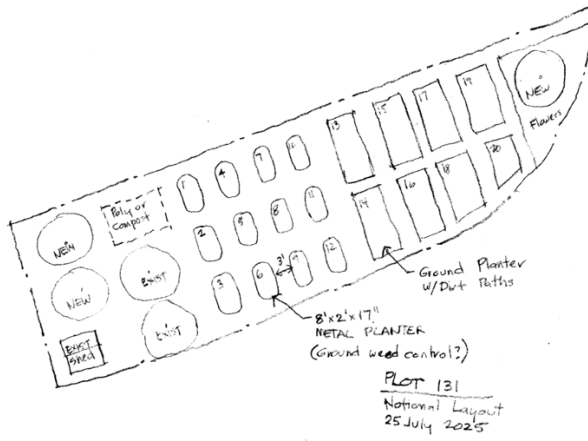 NEW
Flowers
1
4
7
10
13
15
17
19
2
5
8
11
14
16
18
20
3
6
9
12
3'
Poly or
compost
NEW
NEW
EXIST
EXIST
EXIST
Shed
Ground Planter
w/Dirt Paths
8'x2'x17"
METAL PLANTER
(Ground weed control?)
PLOT 131
Notional Layout
25 July 2025